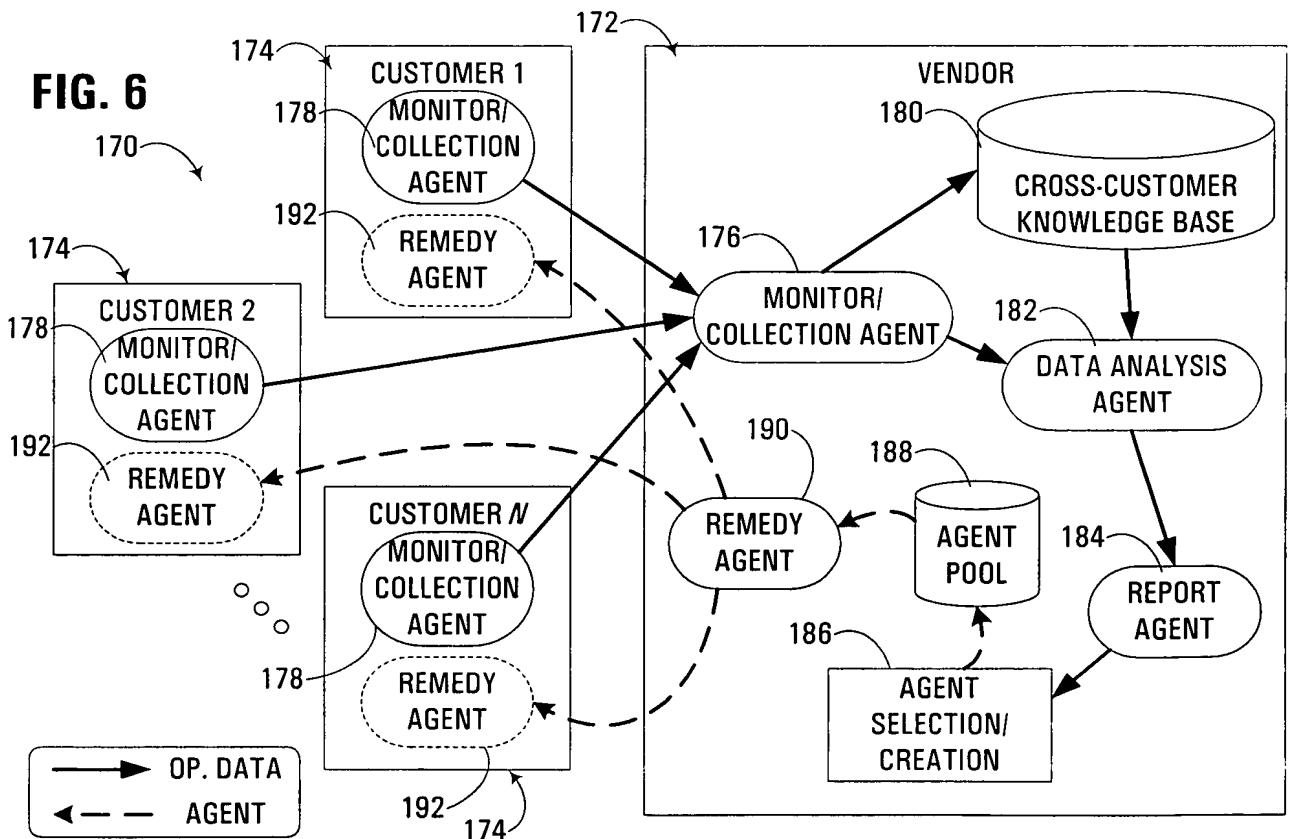 FIG. 6
170
174
CUSTOMER 1
178
MONITOR/
COLLECTION
AGENT
192
REMEDY
AGENT
174
CUSTOMER 2
178
MONITOR/
COLLECTION
AGENT
192
REMEDY
AGENT
CUSTOMER N
MONITOR/
COLLECTION
AGENT
178
REMEDY
AGENT
192
174
172
VENDOR
180
CROSS-CUSTOMER
KNOWLEDGE BASE
176
MONITOR/
COLLECTION AGENT
182
DATA ANALYSIS
AGENT
190
REMEDY
AGENT
188
AGENT
POOL
184
REPORT
AGENT
186
AGENT
SELECTION/
CREATION
OP. DATA
AGENT